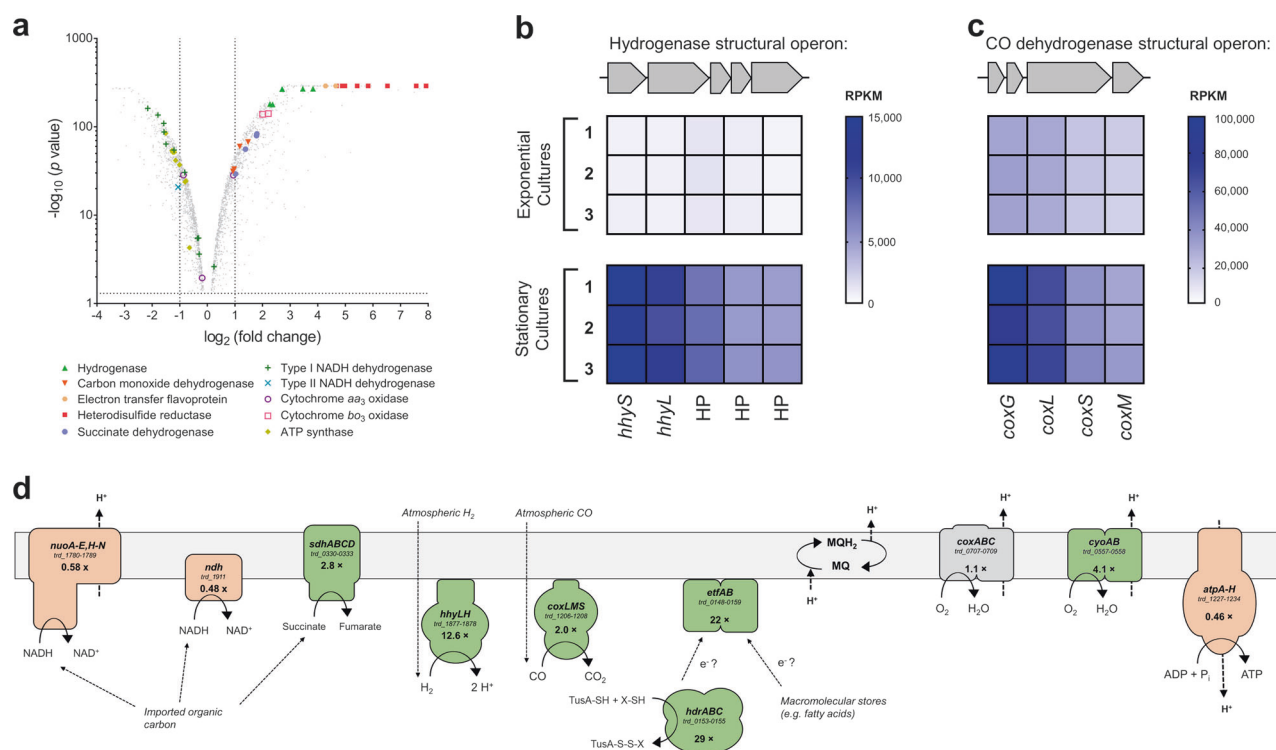 a
1000
100
10
1
-log10 (p value)
-4 -3 -2 -1 0 1 2 3 4 5 6 7 8
log2 (fold change)
Hydrogenase
Carbon monoxide dehydrogenase
Electron transfer flavoprotein
Heterodisulfide reductase
Succinate dehydrogenase
Type I NADH dehydrogenase
Type II NADH dehydrogenase
Cytochrome aa3 oxidase
Cytochrome bo3 oxidase
ATP synthase
b
Hydrogenase structural operon:
RPKM
15,000
10,000
5,000
0
Exponential
Cultures
1
2
3
Stationary
Cultures
1
2
3
hhyS
hhyL
HP
HP
HP
c
CO dehydrogenase structural operon:
RPKM
100,000
80,000
60,000
40,000
20,000
0
coxG
coxL
coxS
coxM
d
H+
nuoA-E,H-N
trd_1780-1789
0.58 x
NADH
NAD+
ndh
trd_1911
0.48 x
NADH
NAD+
Imported organic
carbon
sdhABCD
trd_0330-0333
2.8 ×
Succinate
Fumarate
Atmospheric H2
hhyLH
trd_1877-1878
12.6 ×
H2
2 H+
Atmospheric CO
coxLMS
trd_1206-1208
2.0 ×
CO
CO2
etfAB
trd_0148-0159
22 ×
e- ?
e- ?
TusA-SH + X-SH
TusA-S-S-X
hdrABC
trd_0153-0155
29 ×
Macromolecular stores
(e.g. fatty acids)
H+
MQH2
MQ
H+
H+
coxABC
trd_0707-0709
1.1 ×
O2
H2O
H+
cyoAB
trd_0557-0558
4.1 ×
O2
H2O
atpA-H
trd_1227-1234
0.46 ×
ADP + Pi
ATP
H+